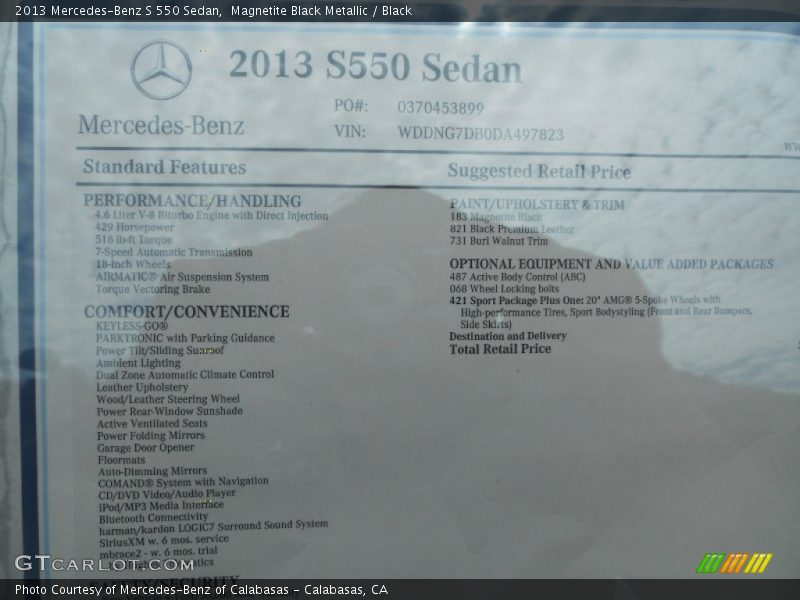 2013 Mercedes-Benz S 550 Sedan, Magnetite Black Metallic / Black
2013 S550 Sedan
Mercedes-Benz
PO#: 0370453899
VIN: WDDNG7DB0DA497823
Standard Features
PERFORMANCE/HANDLING
4.6 Liter V-8 Biturbo Engine with Direct Injection
429 Horsepower
516 lb-ft Torque
7-Speed Automatic Transmission
18-Inch Wheels
AIRMATIC® Air Suspension System
Torque Vectoring Brake
COMFORT/CONVENIENCE
KEYLESS-GO®
PARKTRONIC with Parking Guidance
Power Tilt/Sliding Sunroof
Ambient Lighting
Dual Zone Automatic Climate Control
Leather Upholstery
Wood/Leather Steering Wheel
Power Rear-Window Sunshade
Active Ventilated Seats
Power Folding Mirrors
Garage Door Opener
Floormats
Auto-Dimming Mirrors
COMAND® System with Navigation
CD/DVD Video/Audio Player
iPod/MP3 Media Interface
Bluetooth Connectivity
harman/kardon LOGIC7 Surround Sound System
SiriusXM w. 6 mos. service
mbrace2 - w. 6 mos. trial
Suggested Retail Price
PAINT/UPHOLSTERY & TRIM
183 Magnetite Black
821 Black Premium Leather
731 Burl Walnut Trim
OPTIONAL EQUIPMENT AND VALUE ADDED PACKAGES
487 Active Body Control (ABC)
068 Wheel Locking bolts
421 Sport Package Plus One: 20" AMG® 5-Spoke Wheels with
High-performance Tires, Sport Bodystyling (Front and Rear Bumpers,
Side Skirts)
Destination and Delivery
Total Retail Price
GTCARLOT.COM
Photo Courtesy of Mercedes-Benz of Calabasas - Calabasas, CA